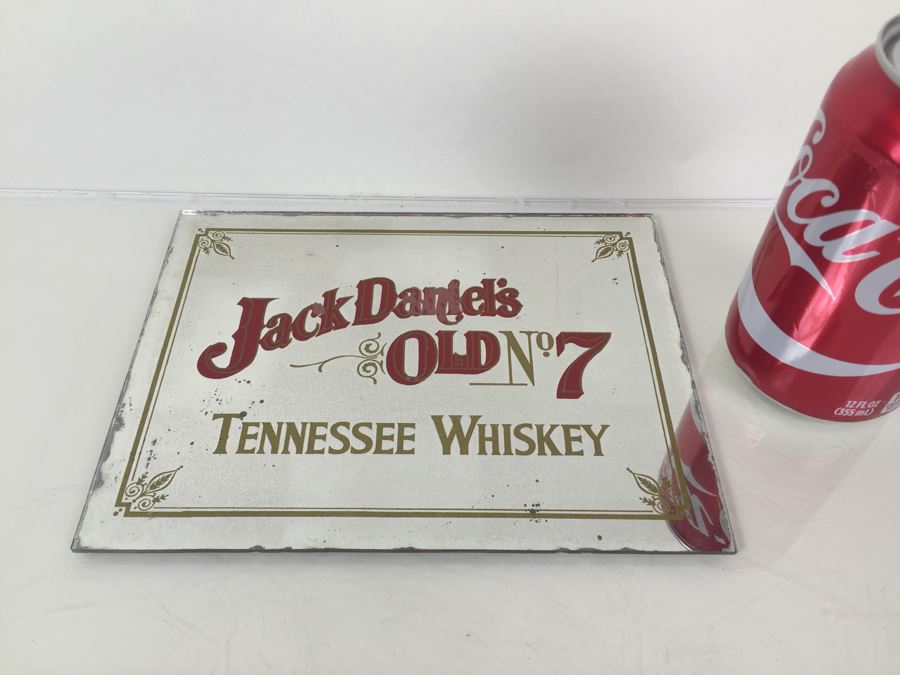 Jack Daniel's
OLD No 7
TENNESSEE WHISKEY
Coca
12 FL OZ
(355 mL)